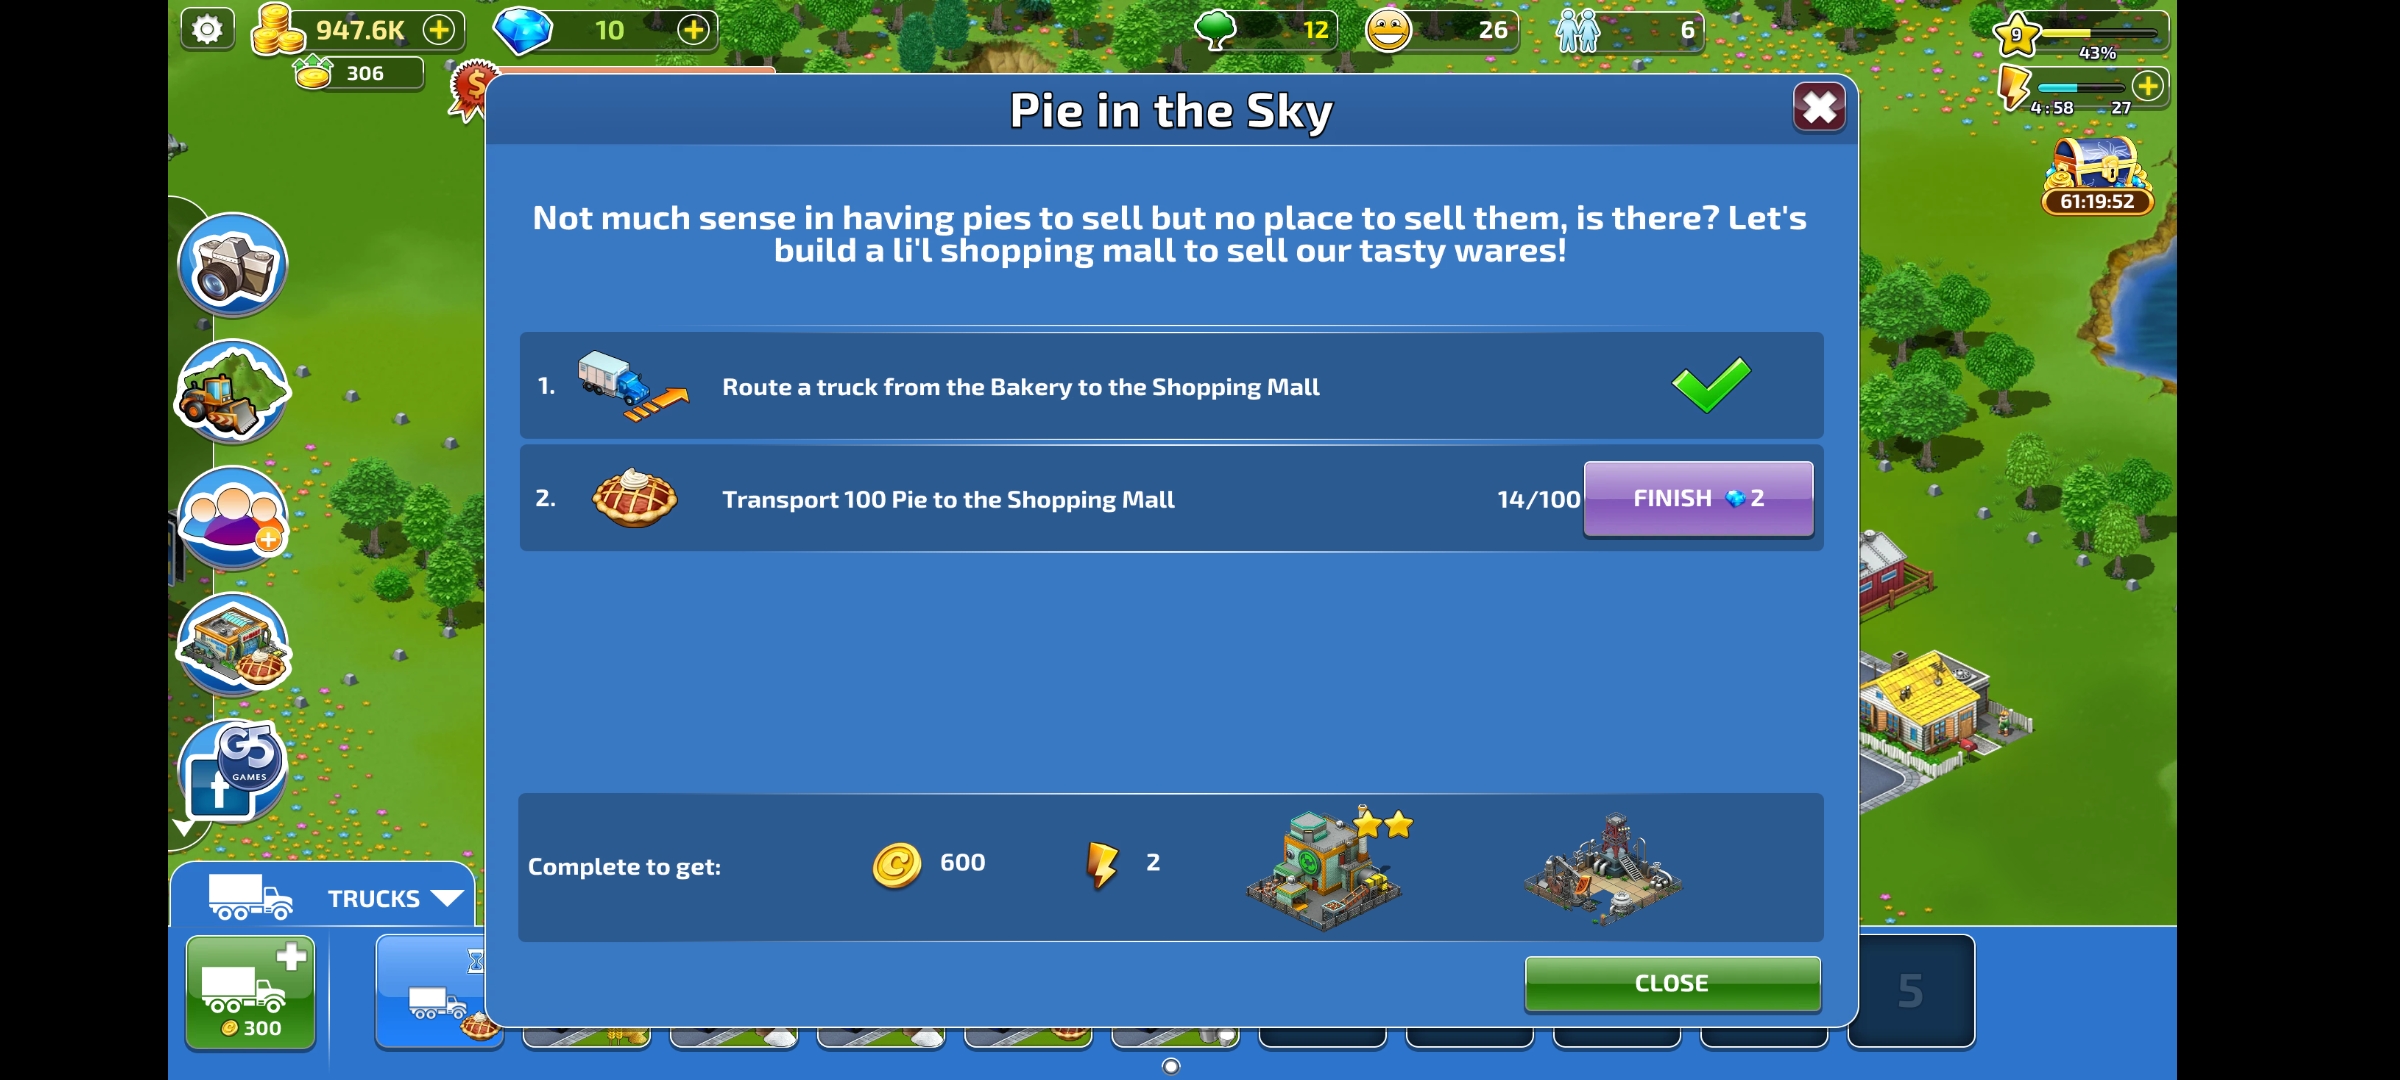 947.6K
10
12
26
6
9
43%
306
4:58
27
61:19:52
Pie in the Sky
Not much sense in having pies to sell but no place to sell them, is there? Let's
build a li'l shopping mall to sell our tasty wares!
1.
Route a truck from the Bakery to the Shopping Mall
2.
Transport 100 Pie to the Shopping Mall
14/100
FINISH 2
G5
GAMES
f
Complete to get:
600
2
TRUCKS
CLOSE
300
5